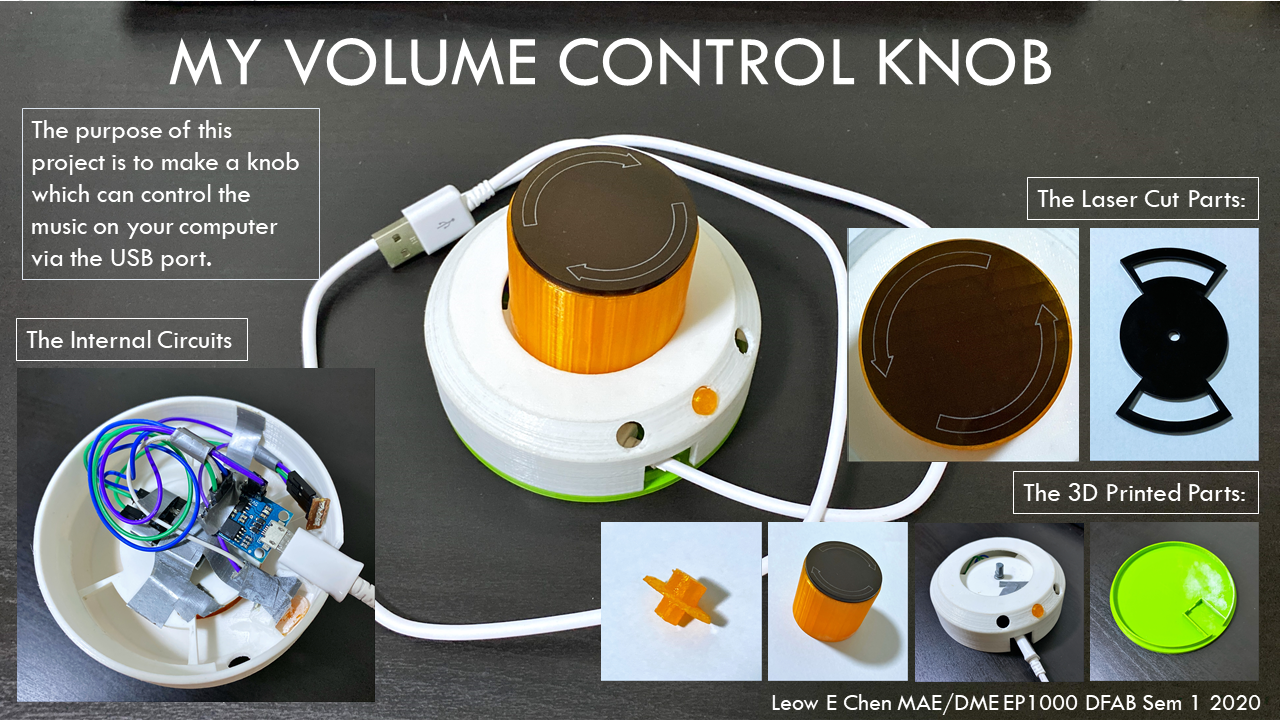 MY VOLUME CONTROL KNOB
The purpose of this
project is to make a knob
which can control the
music on your computer
via the USB port.
The Laser Cut Parts:
The Internal Circuits
The 3D Printed Parts:
Leow E Chen MAE/DME EP1000 DFAB Sem 1 2020